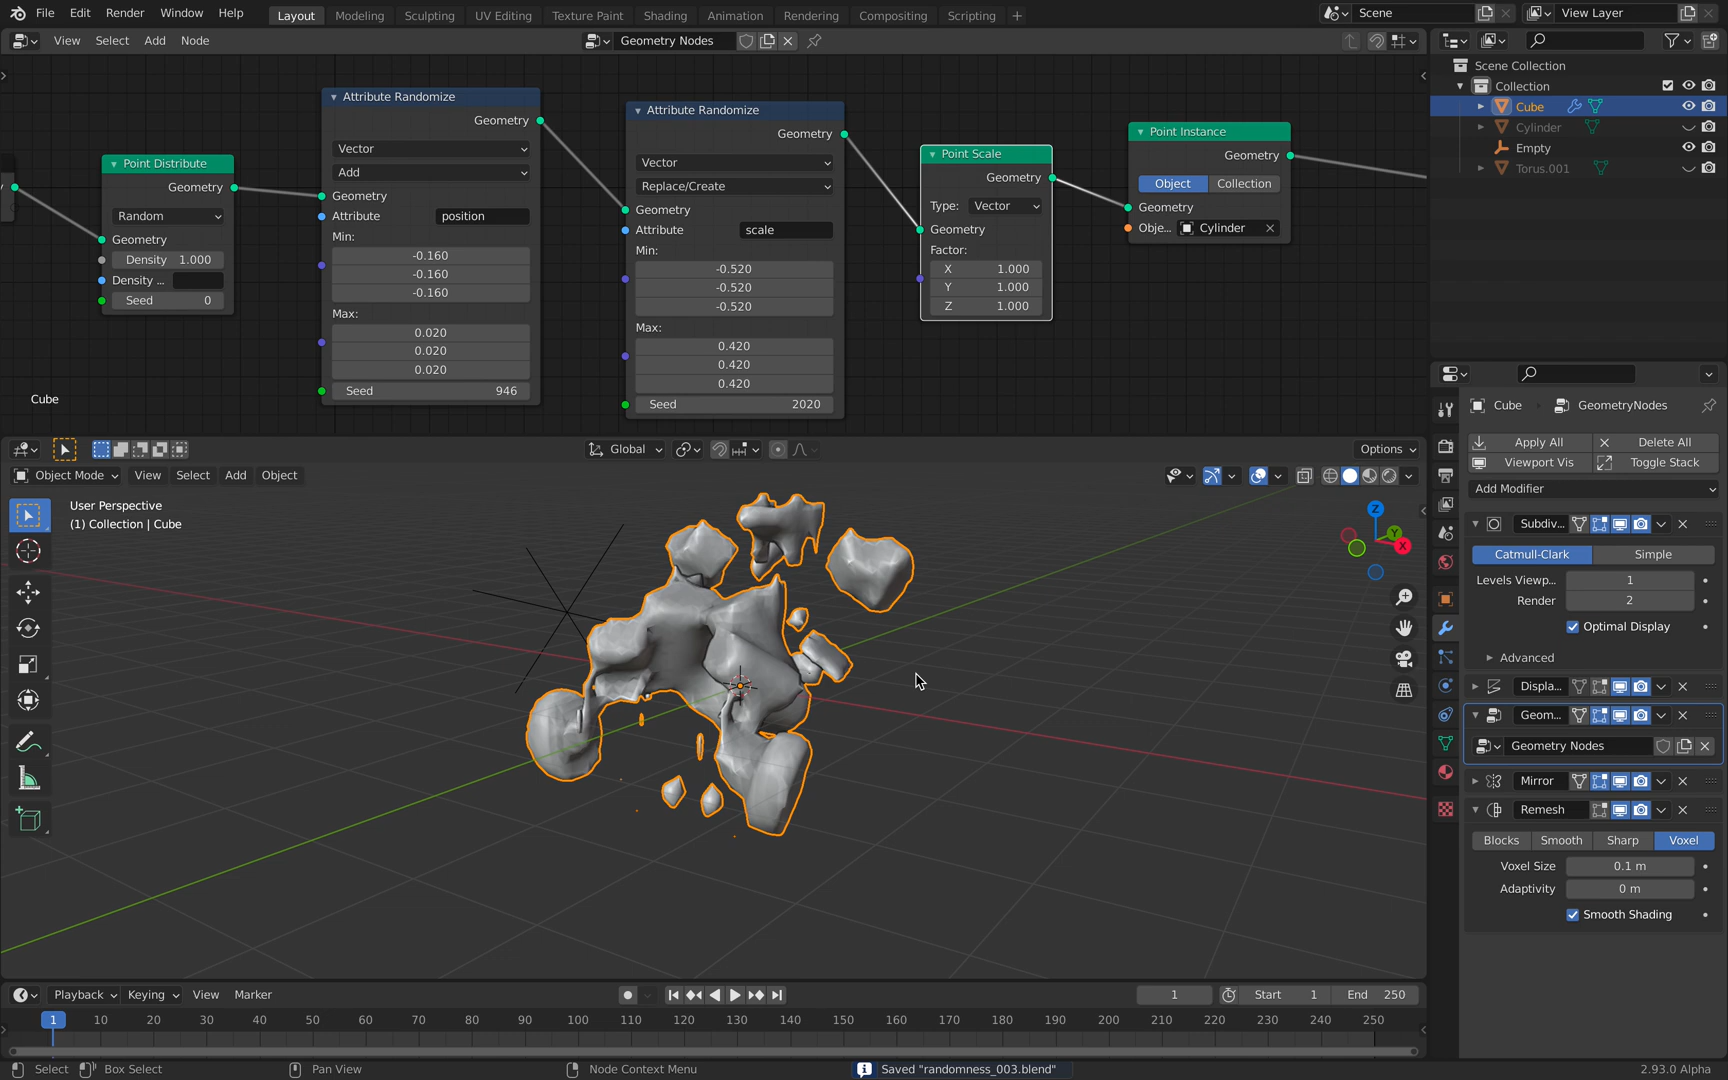 File Edit Render Window Help Layout Modeling Sculpting UV Editing Texture Paint Shading Animation Rendering Compositing Scripting + Scene View Layer
View Select Add Node Geometry Nodes
Scene Collection
Collection
Cube
Cylinder
Empty
Torus.001
Point Distribute
Geometry
Random
Geometry
Density 1.000
Density ...
Seed 0
Attribute Randomize
Geometry
Vector
Add
Geometry
Attribute position
Min:
-0.160
-0.160
-0.160
Max:
0.020
0.020
0.020
Seed 946
Attribute Randomize
Geometry
Vector
Replace/Create
Geometry
Attribute scale
Min:
-0.520
-0.520
-0.520
Max:
0.420
0.420
0.420
Seed 2020
Point Scale
Geometry
Type: Vector
Geometry
Factor:
X 1.000
Y 1.000
Z 1.000
Point Instance
Geometry
Object Collection
Geometry
Obje... Cylinder
Cube
Global Options
Object Mode View Select Add Object
User Perspective
(1) Collection | Cube
Z
Y
X
Cube GeometryNodes
Apply All Delete All
Viewport Vis Toggle Stack
Add Modifier
Subdiv...
Catmull-Clark Simple
Levels Viewp... 1
Render 2
Optimal Display
Advanced
Displa...
Geom...
Geometry Nodes
Mirror
Remesh
Blocks Smooth Sharp Voxel
Voxel Size 0.1 m
Adaptivity 0 m
Smooth Shading
Playback Keying View Marker 1 Start 1 End 250
1 10 20 30 40 50 60 70 80 90 100 110 120 130 140 150 160 170 180 190 200 210 220 230 240 250
Select Box Select Pan View Node Context Menu Saved "randomness_003.blend" 2.93.0 Alpha